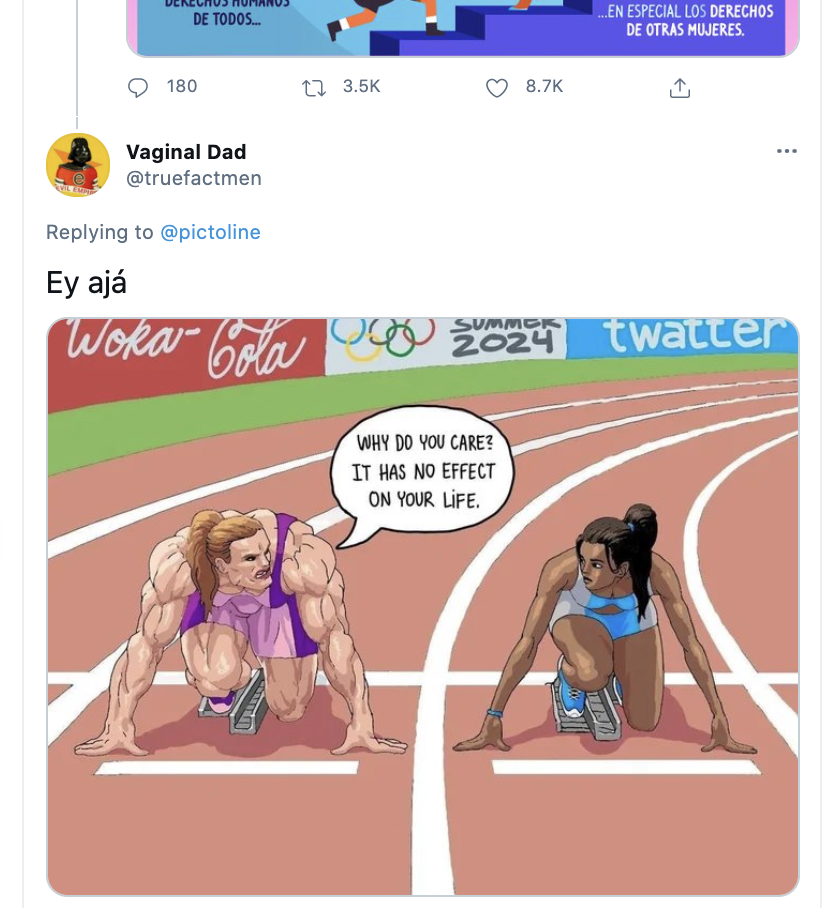 DERECHOS HUMANOS
DE TODOS...
...EN ESPECIAL LOS DERECHOS
DE OTRAS MUJERES.
180
3.5K
8.7K
Vaginal Dad
@truefactmen
Replying to @pictoline
Ey ajá
Woka-Cola
SUMMER
2024
twatter
WHY DO YOU CARE?
IT HAS NO EFFECT
ON YOUR LIFE.